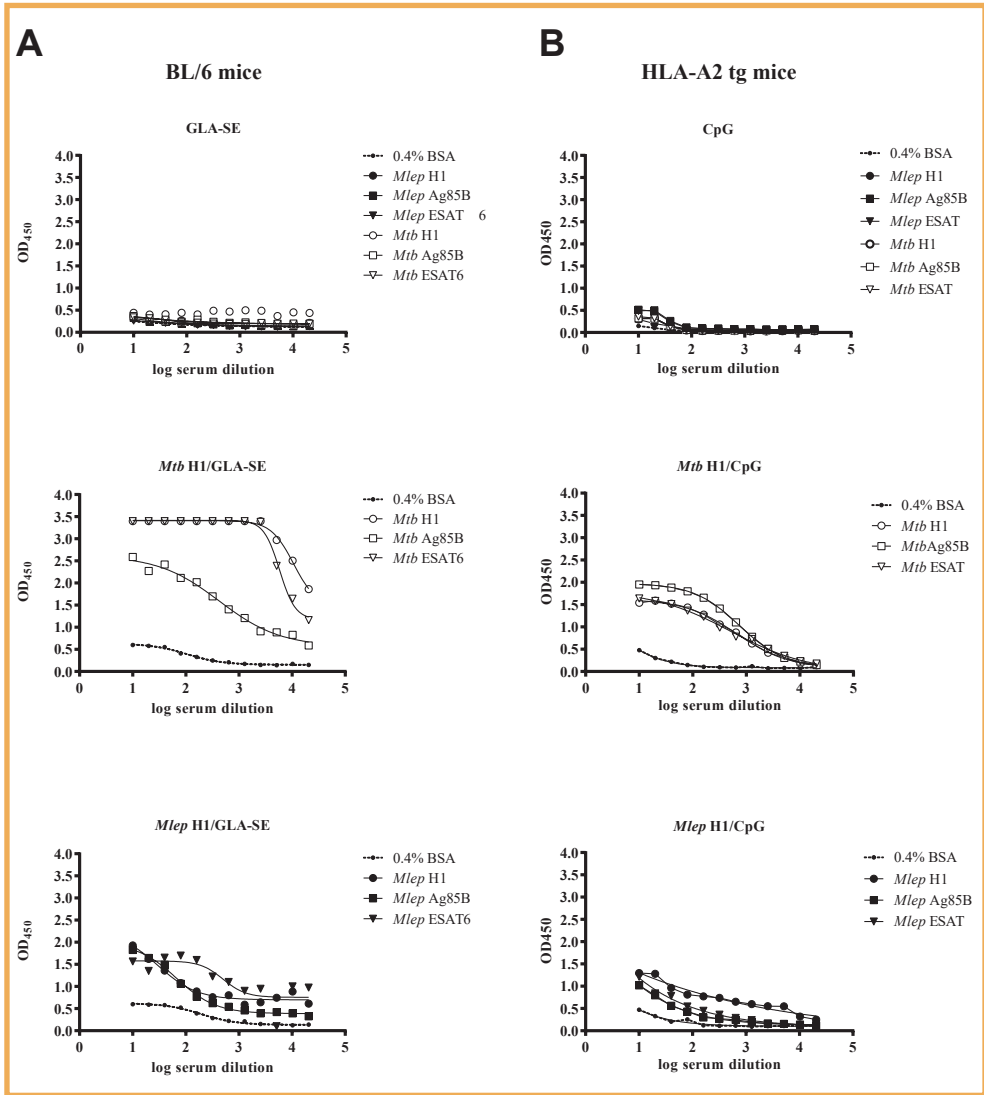 A
B
BL/6 mice
HLA-A2 tg mice
GLA-SE
4.0
3.5
3.0
2.5
2.0
1.5
1.0
0.5
0.0
OD450
0 1 2 3 4 5
log serum dilution
0.4% BSA
Mlep H1
Mlep Ag85B
Mlep ESAT 6
Mtb H1
Mtb Ag85B
Mtb ESAT6
CpG
4.0
3.5
3.0
2.5
2.0
1.5
1.0
0.5
0.0
OD450
0 1 2 3 4 5
log serum dilution
0.4% BSA
Mlep H1
Mlep Ag85B
Mlep ESAT
Mtb H1
Mtb Ag85B
Mtb ESAT
Mtb H1/GLA-SE
4.0
3.5
3.0
2.5
2.0
1.5
1.0
0.5
0.0
OD450
0 1 2 3 4 5
log serum dilution
0.4% BSA
Mtb H1
Mtb Ag85B
Mtb ESAT6
Mtb H1/CpG
4.0
3.5
3.0
2.5
2.0
1.5
1.0
0.5
0.0
OD450
0 1 2 3 4 5
log serum dilution
0.4% BSA
Mtb H1
MtbAg85B
Mtb ESAT
Mlep H1/GLA-SE
4.0
3.5
3.0
2.5
2.0
1.5
1.0
0.5
0.0
OD450
0 1 2 3 4 5
log serum dilution
0.4% BSA
Mlep H1
Mlep Ag85B
Mlep ESAT6
Mlep H1/CpG
4.0
3.5
3.0
2.5
2.0
1.5
1.0
0.5
0.0
OD450
0 1 2 3 4 5
log serum dilution
0.4% BSA
Mlep H1
Mlep Ag85B
Mlep ESAT